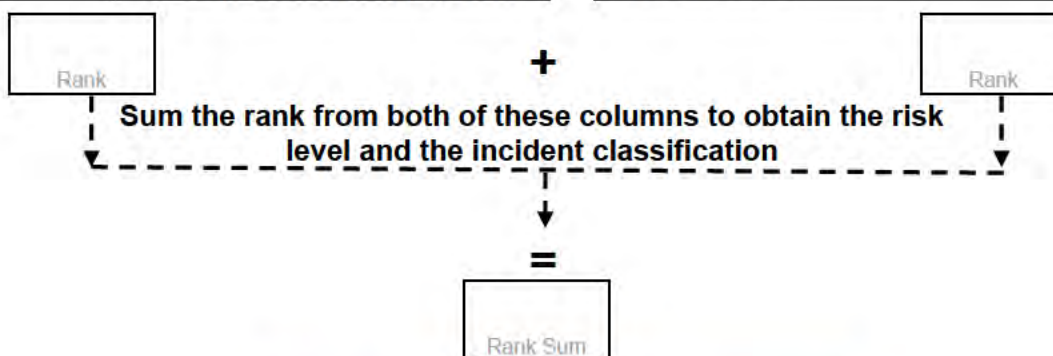 +
Rank
Rank
Sum the rank from both of these columns to obtain the risk
level and the incident classification
=
Rank Sum